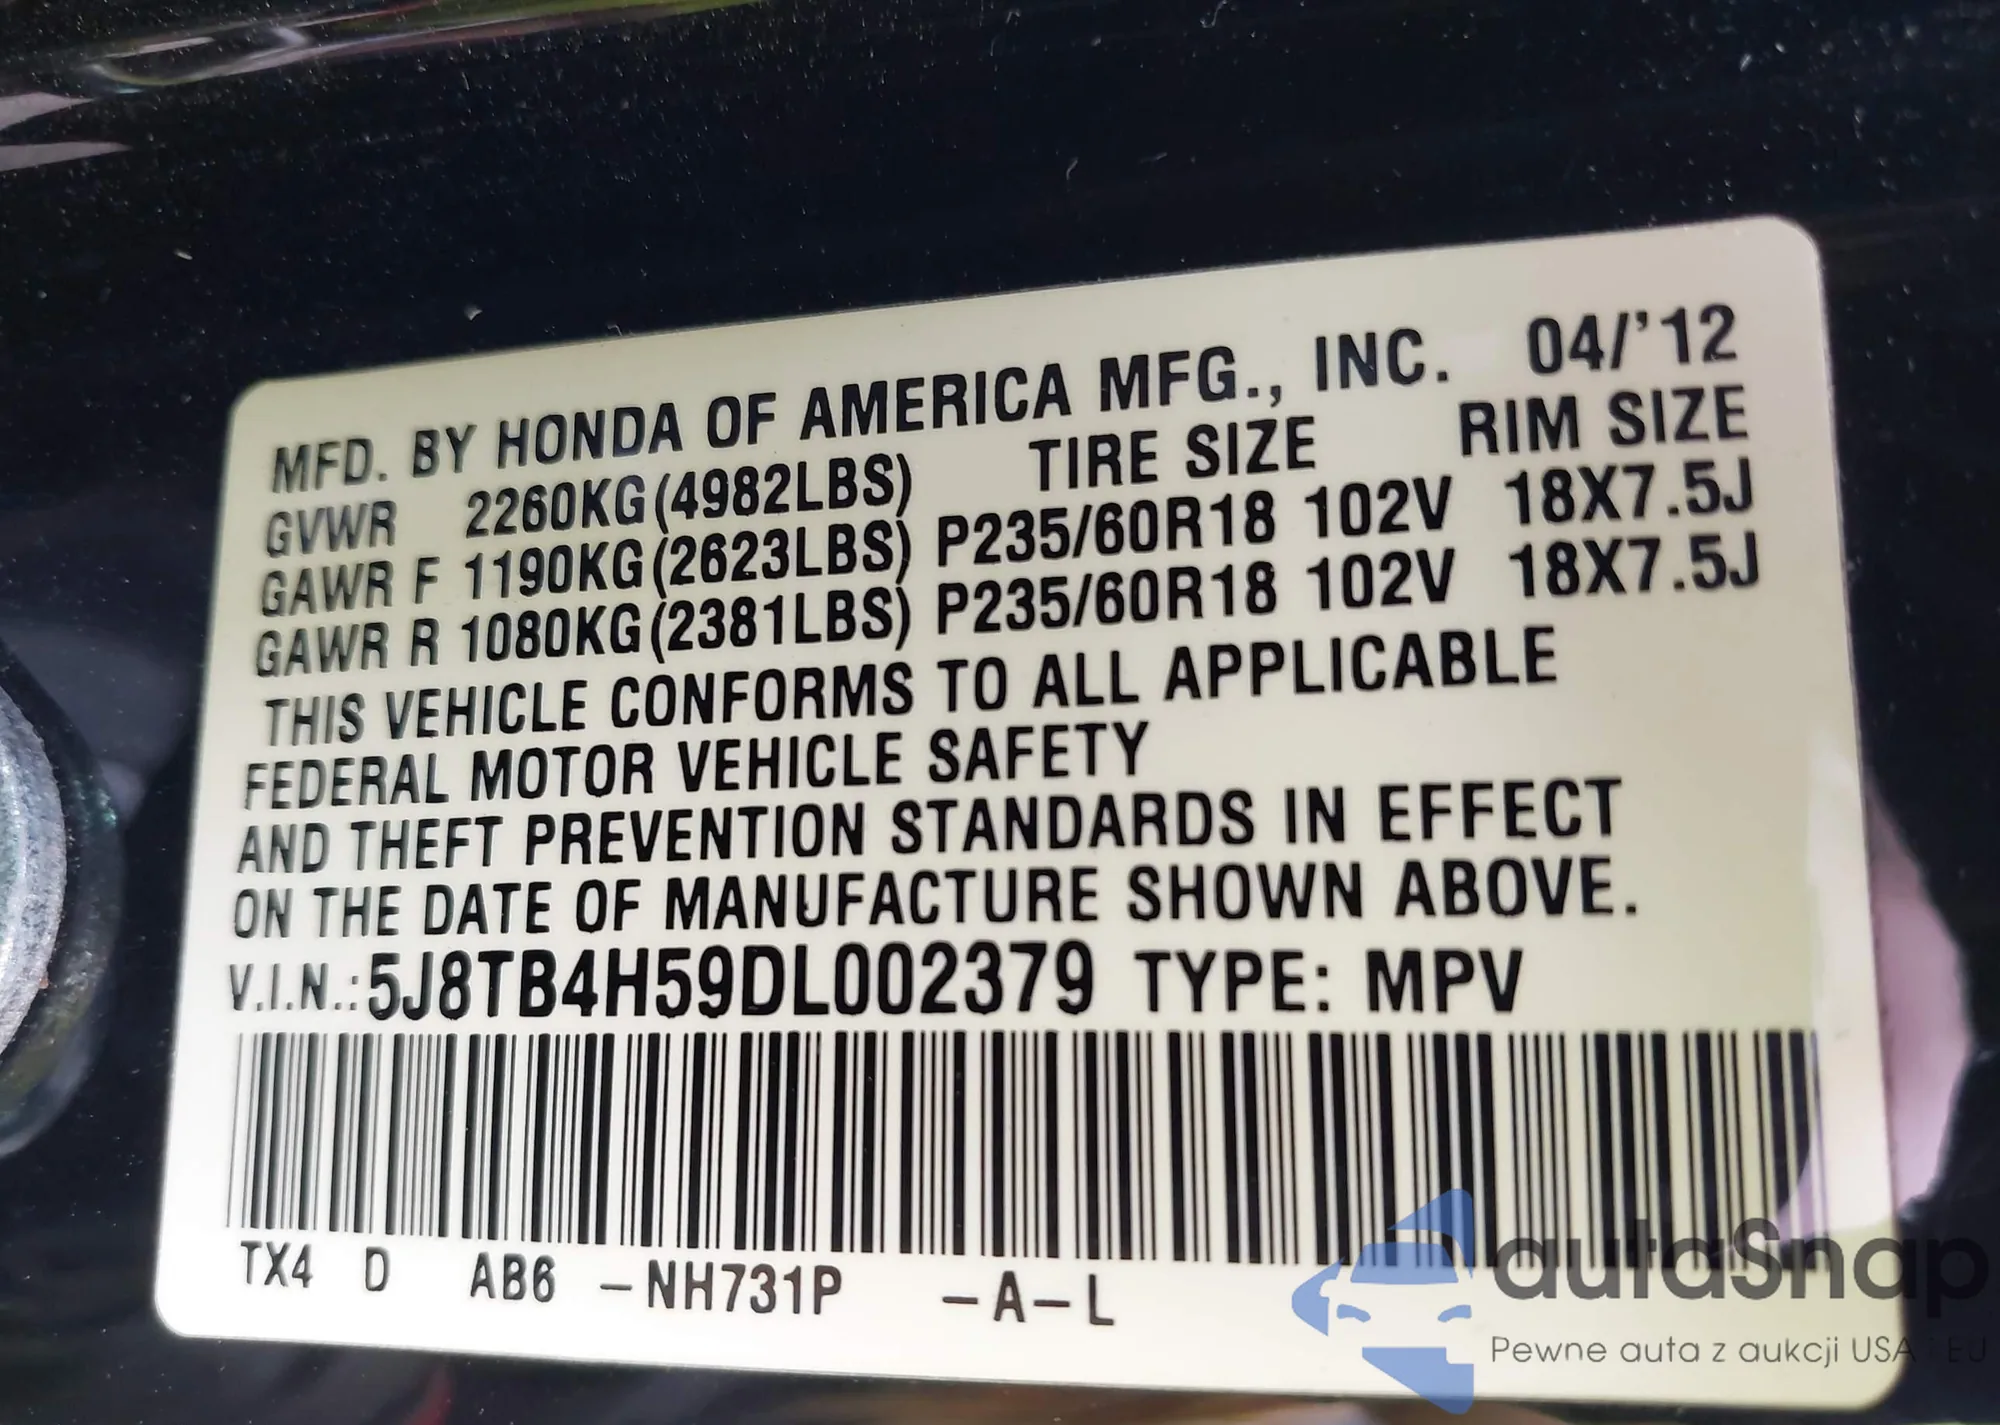 MFD. BY HONDA OF AMERICA MFG., INC. 04/'12
GVWR 2260KG(4982LBS) TIRE SIZE RIM SIZE
GAWR F 1190KG(2623LBS) P235/60R18 102V 18X7.5J
GAWR R 1080KG(2381LBS) P235/60R18 102V 18X7.5J
THIS VEHICLE CONFORMS TO ALL APPLICABLE
FEDERAL MOTOR VEHICLE SAFETY
AND THEFT PREVENTION STANDARDS IN EFFECT
ON THE DATE OF MANUFACTURE SHOWN ABOVE.
V.I.N.:5J8TB4H59DL002379 TYPE: MPV
TX4 D AB6 -NH731P -A-L
autaSnap
Pewne auta z aukcji USA i EU